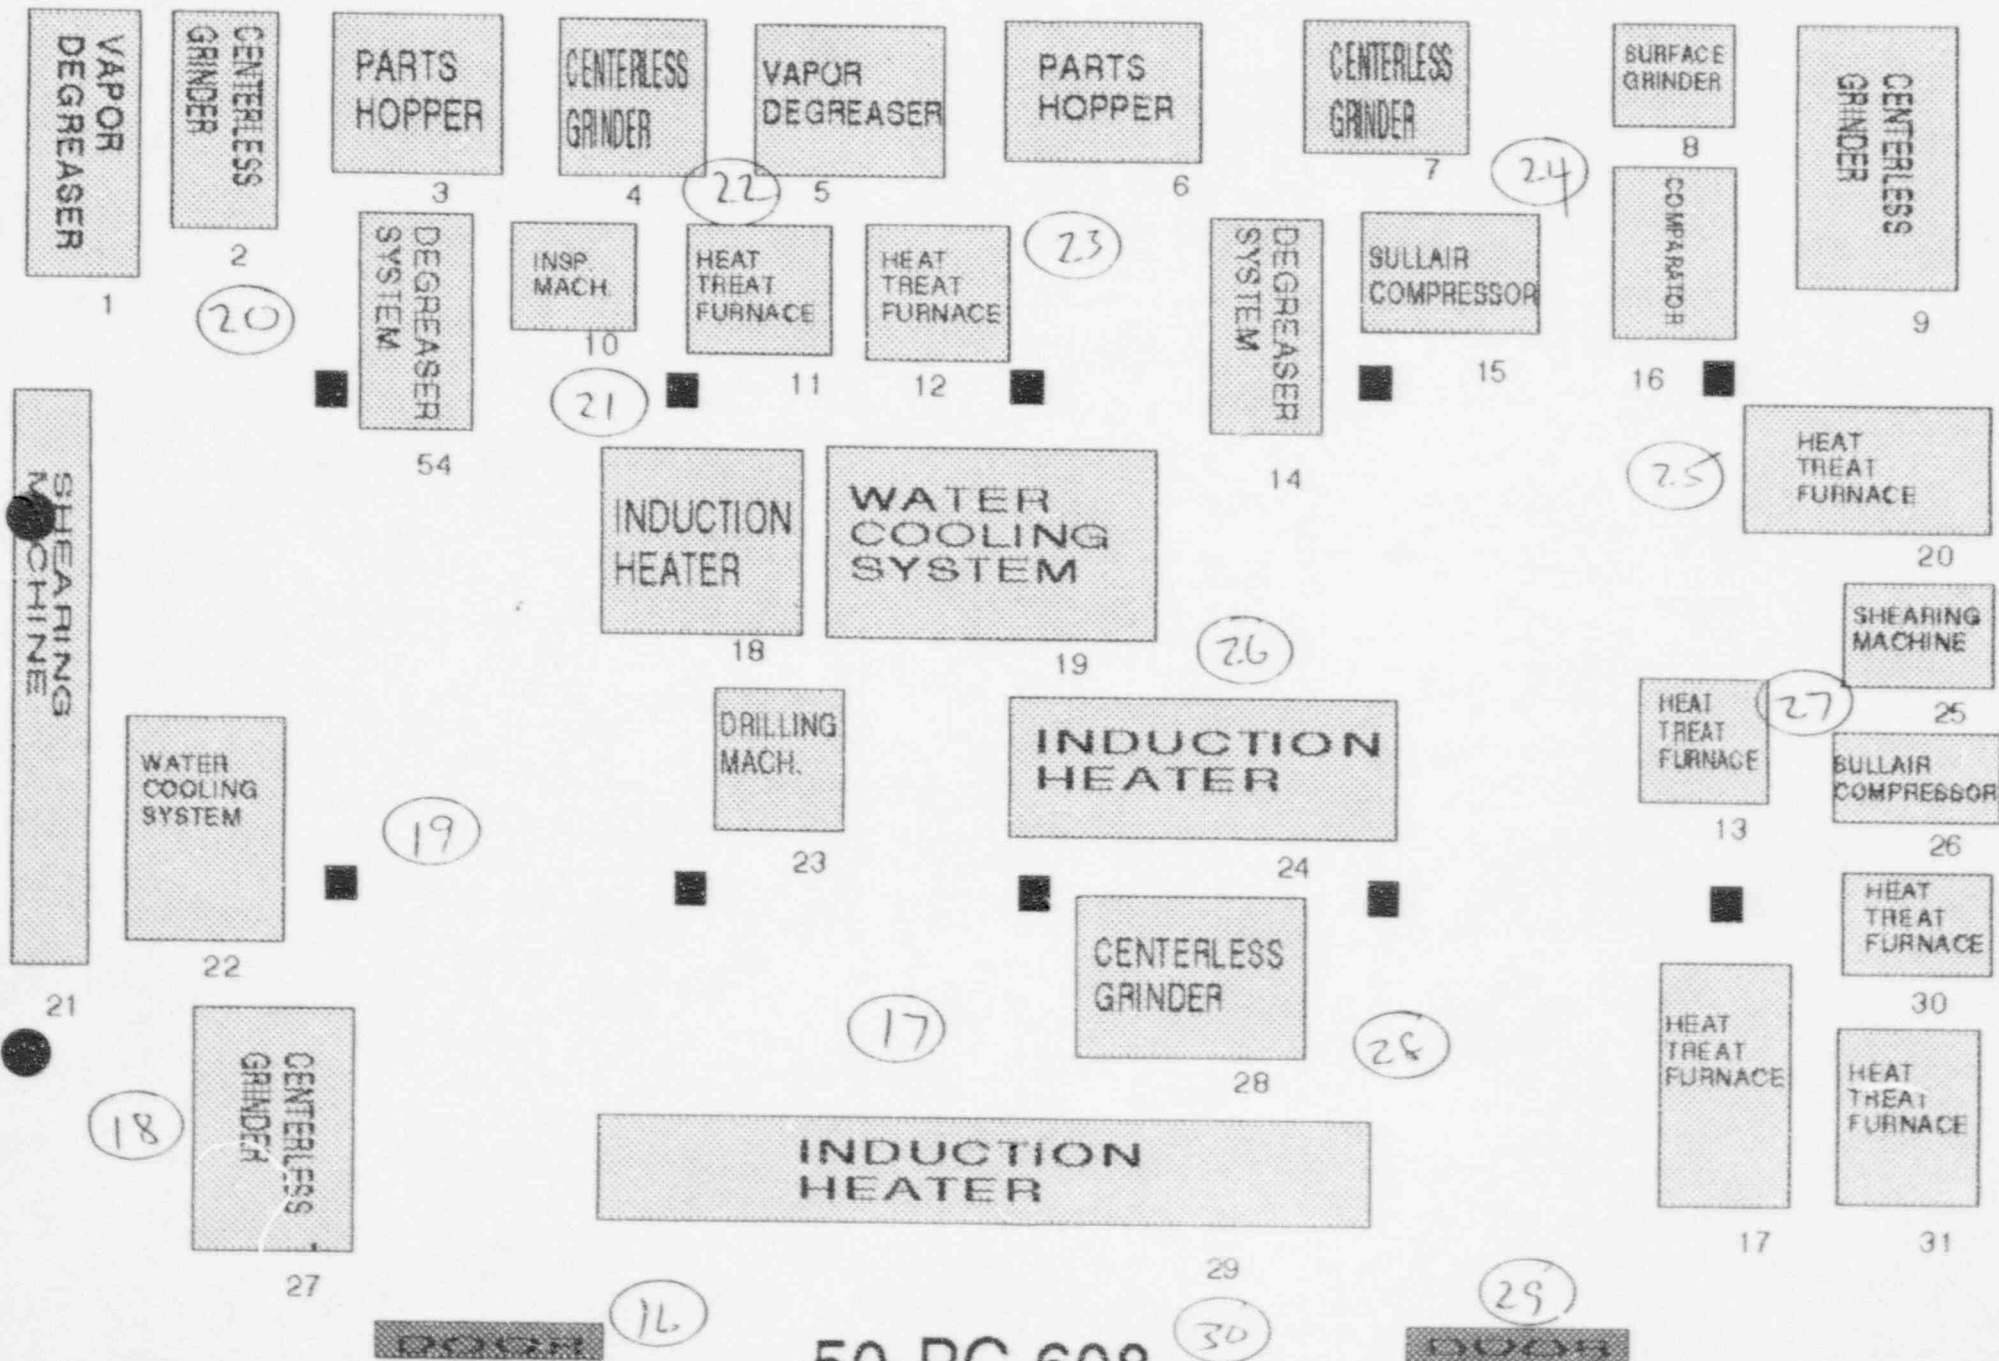 VAPOR
DEGREASER
1
CENTERLESS
GRINDER
2
PARTS
HOPPER
3
CENTERLESS
GRINDER
4
VAPOR
DEGREASER
5
PARTS
HOPPER
6
CENTERLESS
GRINDER
7
SURFACE
GRINDER
8
CENTERLESS
GRINDER
9
22
24
20
DEGREASER
SYSTEM
54
INSP.
MACH.
10
HEAT
TREAT
FURNACE
11
HEAT
TREAT
FURNACE
12
23
DEGREASER
SYSTEM
14
SULLAIR
COMPRESSOR
15
COMPARATOR
16
21
25
HEAT
TREAT
FURNACE
20
SHEARING
21
INDUCTION
HEATER
18
WATER
COOLING
SYSTEM
19
26
SHEARING
MACHINE
25
WATER
COOLING
SYSTEM
22
19
DRILLING
MACH.
23
INDUCTION
HEATER
24
HEAT
TREAT
FURNACE
13
27
SULLAIR
COMPRESSOR
26
HEAT
TREAT
FURNACE
30
CENTERLESS
GRINDER
28
17
28
18
CENTERLESS
GRINDER
27
INDUCTION
HEATER
29
HEAT
TREAT
FURNACE
17
HEAT
TREAT
FURNACE
31
16
30
29
DOOR
50 RC 608
DOOR